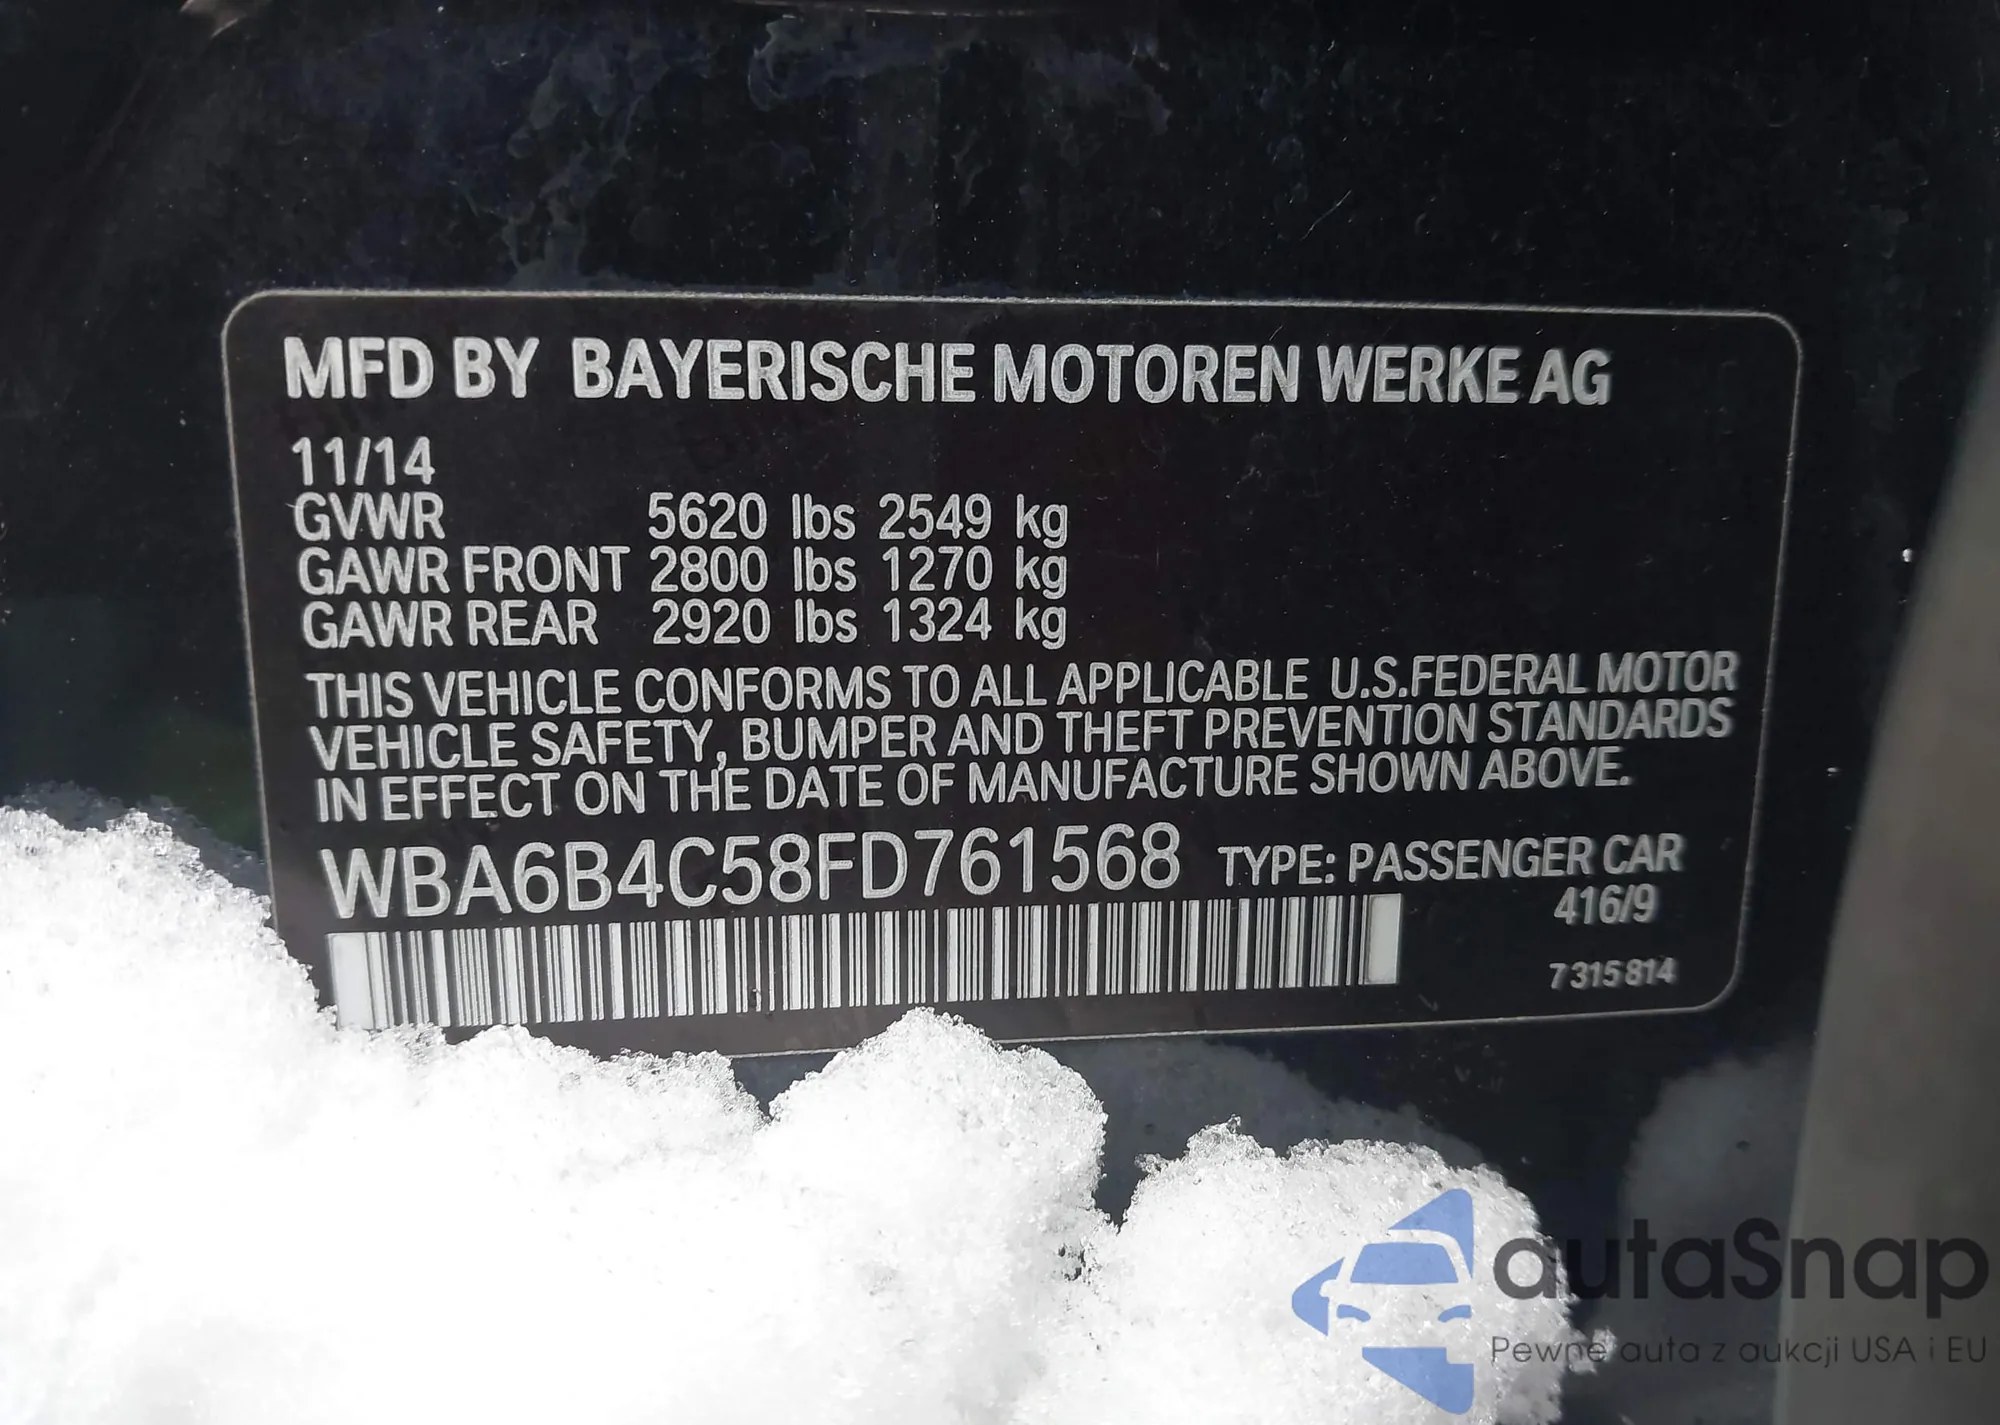 MFD BY BAYERISCHE MOTOREN WERKE AG
11/14
GVWR 5620 lbs 2549 kg
GAWR FRONT 2800 lbs 1270 kg
GAWR REAR 2920 lbs 1324 kg
THIS VEHICLE CONFORMS TO ALL APPLICABLE U.S.FEDERAL MOTOR
VEHICLE SAFETY, BUMPER AND THEFT PREVENTION STANDARDS
IN EFFECT ON THE DATE OF MANUFACTURE SHOWN ABOVE.
WBA6B4C58FD761568 TYPE: PASSENGER CAR
416/9
7315814
autaSnap
Pewne auta z aukcji USA i EU